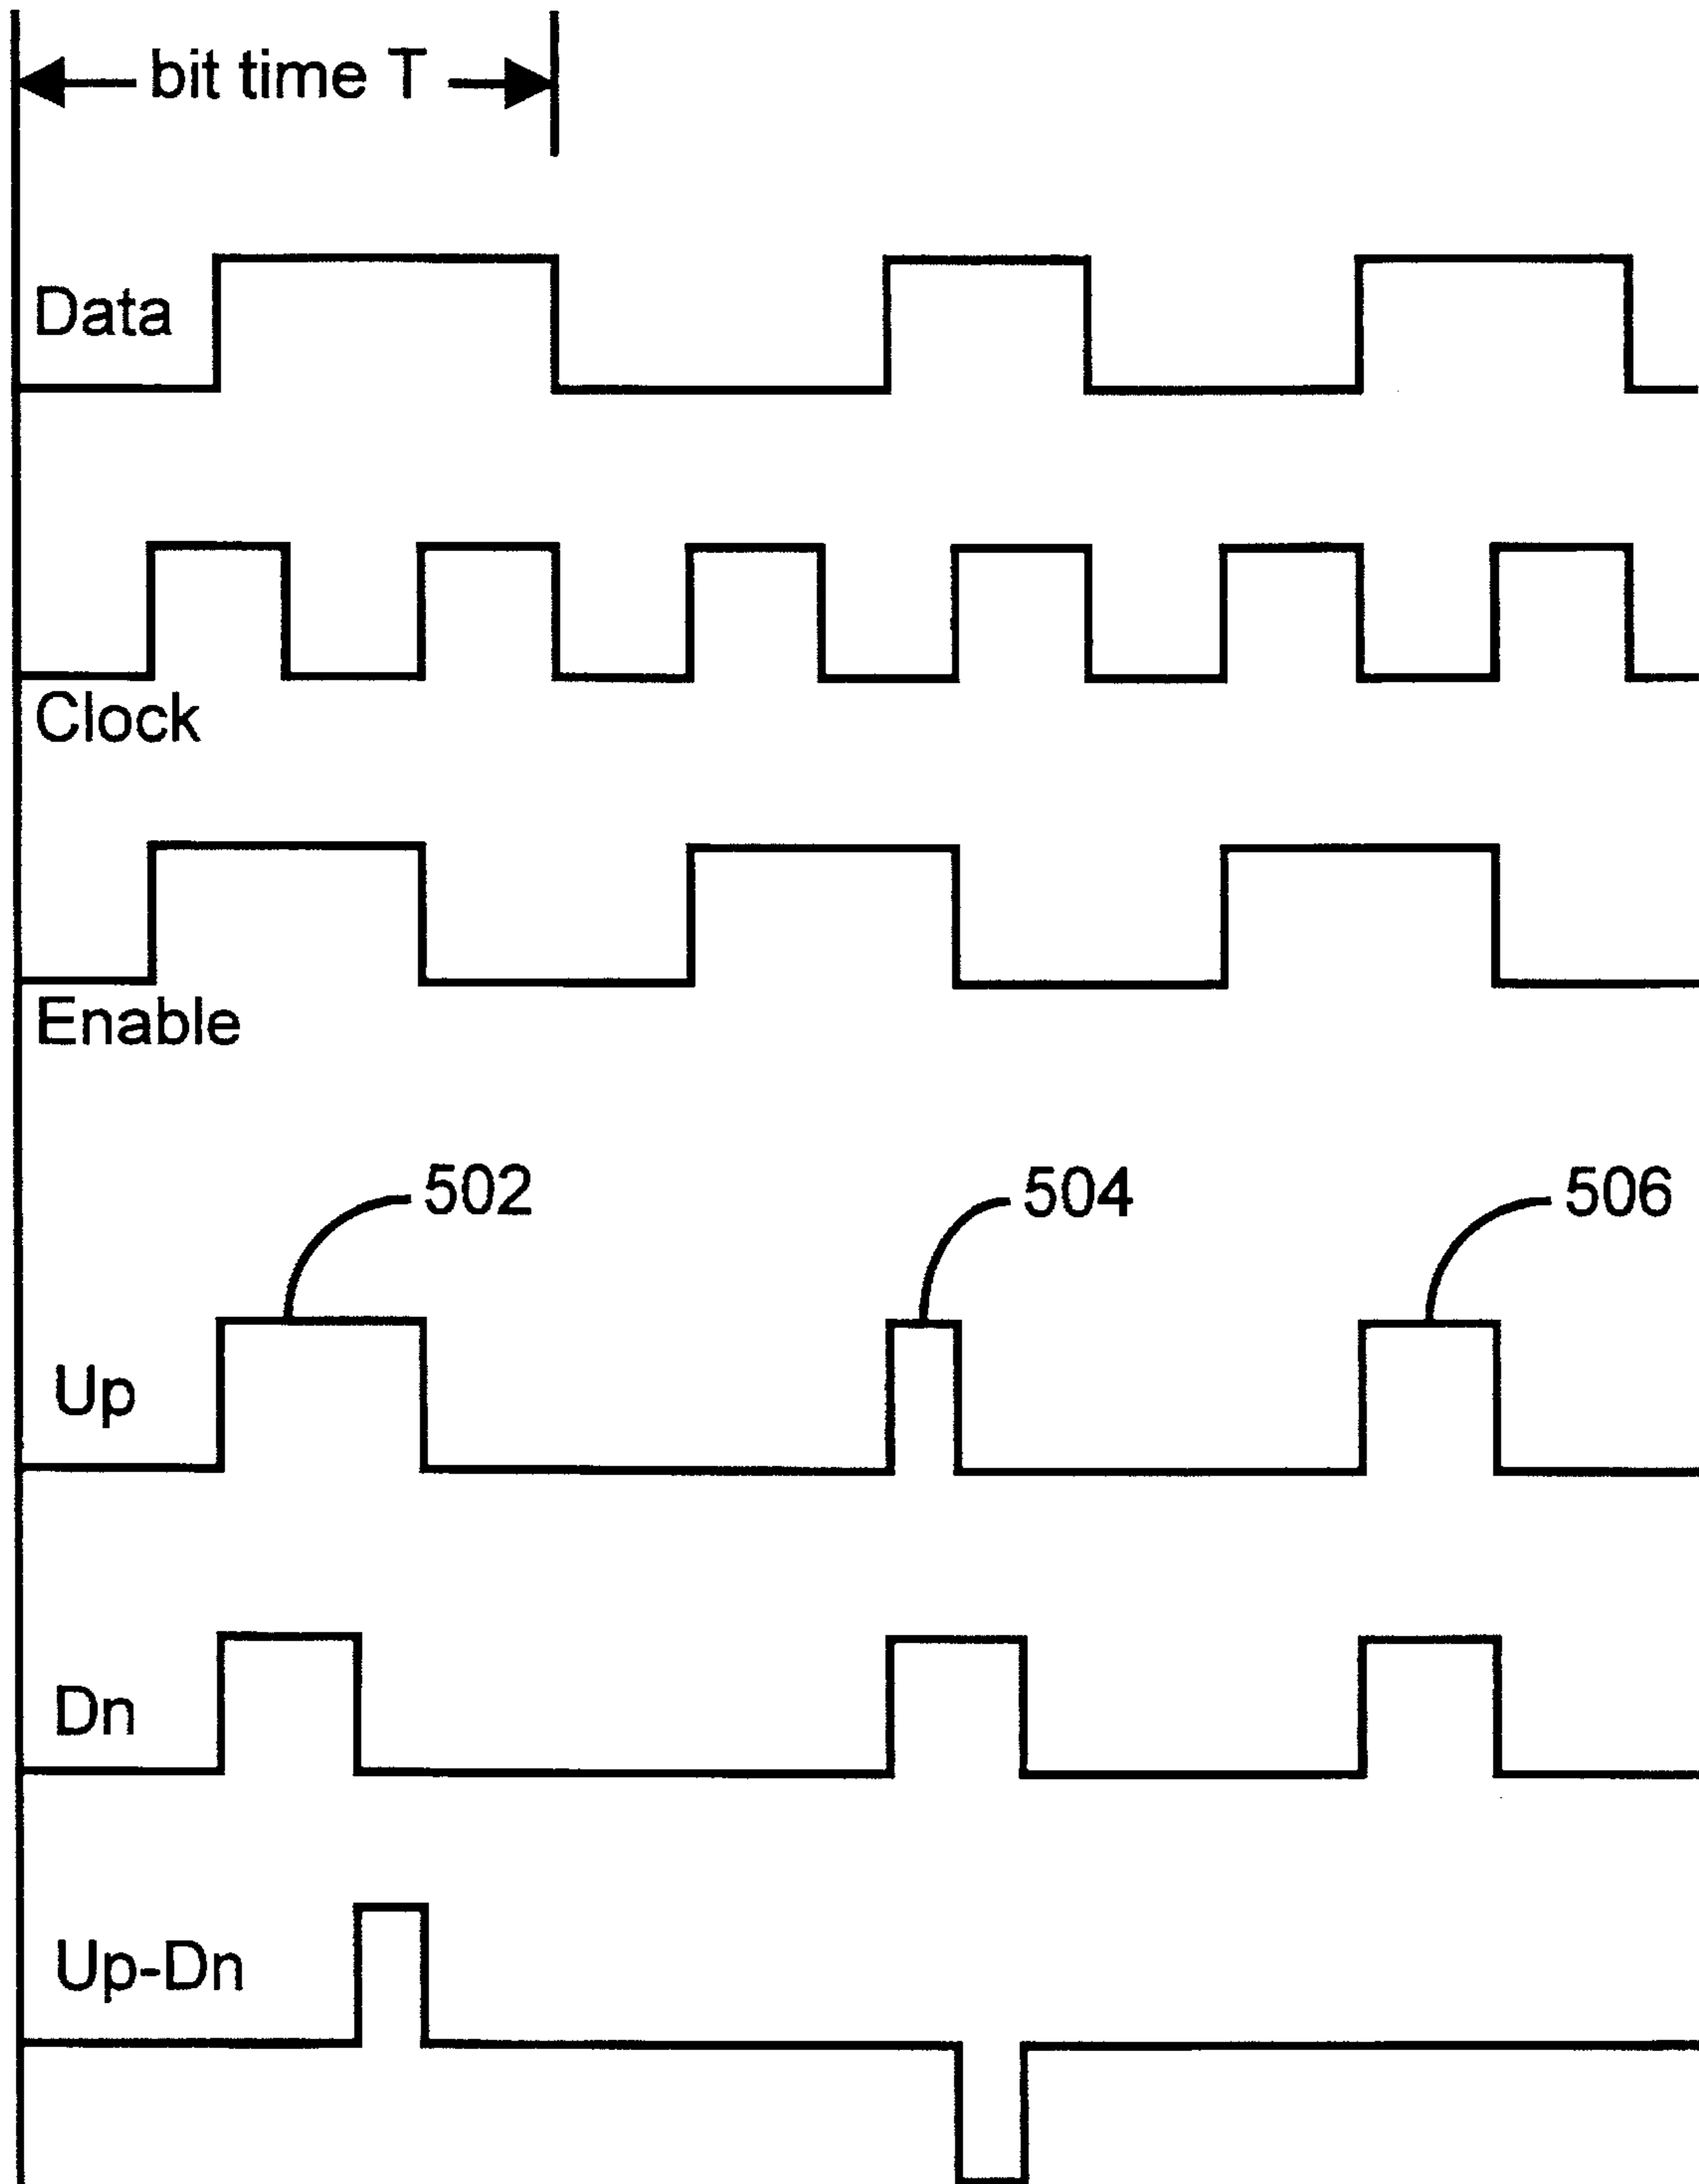 bit time T
Data
Clock
Enable
502
504
506
Up
Dn
Up-Dn